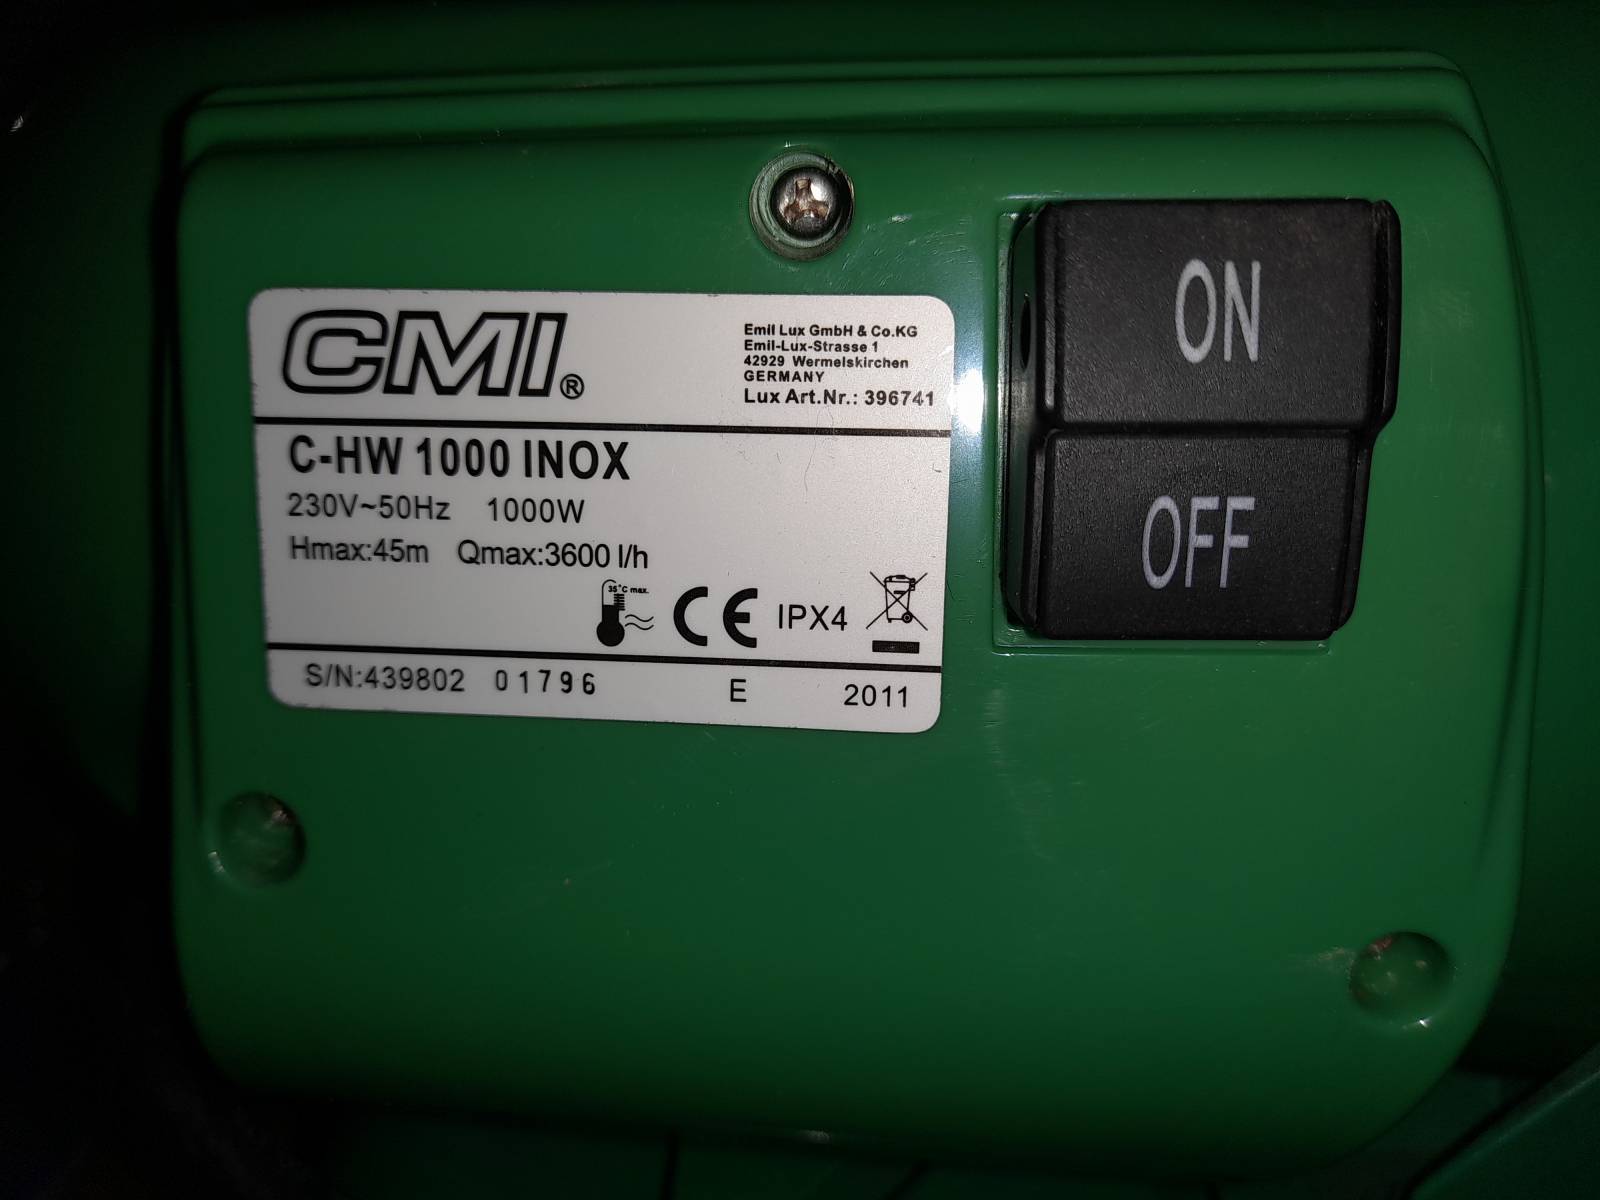 CMI®
Emil Lux GmbH & Co.KG
Emil-Lux-Strasse 1
42929 Wermelskirchen
GERMANY
Lux Art.Nr.: 396741
C-HW 1000 INOX
230V~50Hz 1000W
Hmax:45m Qmax:3600 l/h
35°C max.
CE IPX4
S/N:439802 01796 E 2011
ON
OFF